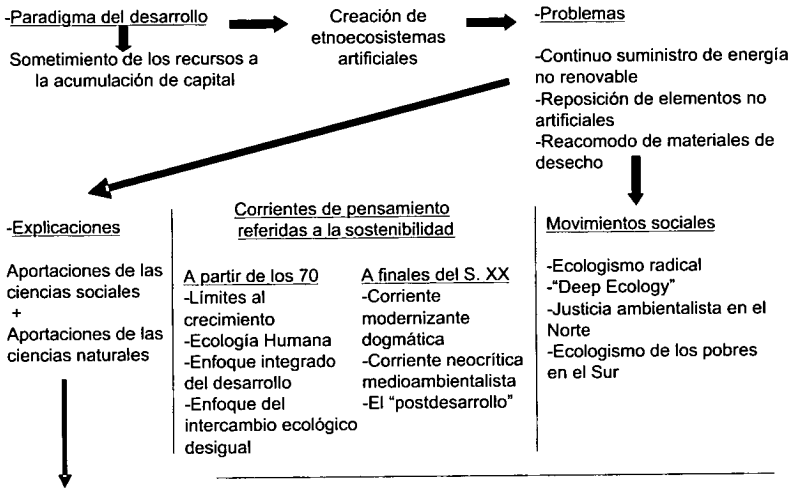 -Paradigma del desarrollo
Sometimiento de los recursos a
la acumulación de capital
Creación de
etnoecosistemas
artificiales
-Problemas
-Continuo suministro de energía
no renovable
-Reposición de elementos no
artificiales
-Reacomodo de materiales de
desecho
-Explicaciones
Aportaciones de las
ciencias sociales
+
Aportaciones de las
ciencias naturales
Corrientes de pensamiento
referidas a la sostenibilidad
A partir de los 70
-Límites al
crecimiento
-Ecología Humana
-Enfoque integrado
del desarrollo
-Enfoque del
intercambio ecológico
desigual
A finales del S. XX
-Corriente
modernizante
dogmática
-Corriente neocrítica
medioambientalista
-El "postdesarrollo"
Movimientos sociales
-Ecologismo radical
-"Deep Ecology"
-Justicia ambientalista en el
Norte
-Ecologismo de los pobres
en el Sur